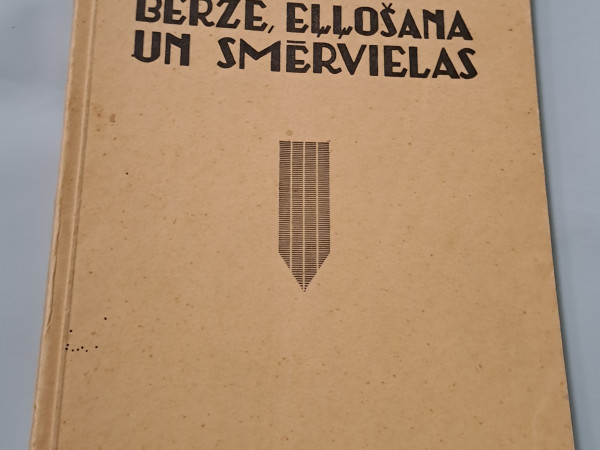 BERZE, EĻĻOŠANA
UN SMĒRVIELAS